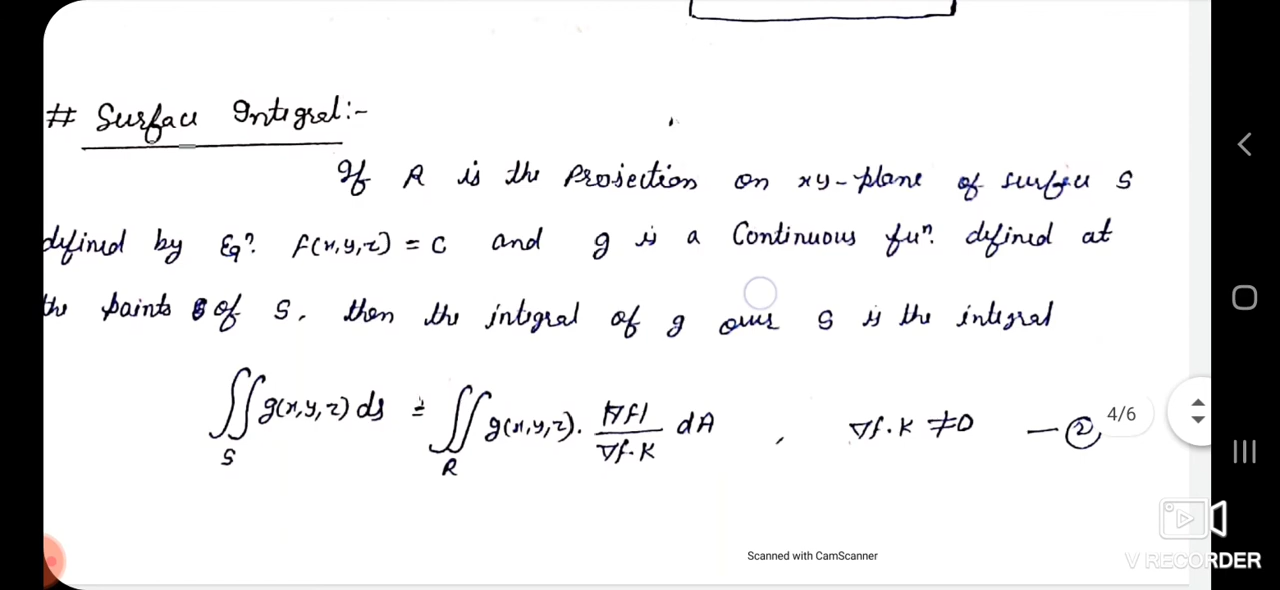 # Surface Integral:-
If R is the Projection on xy-plane of surface S
defined by Eqn. f(x,y,z) = C and g is a Continuous fun. defined at
the points of S. then the integral of g over S is the integral
∬_S g(x,y,z) ds = ∬_R g(x,y,z). |∇f| / ∇f.K dA , ∇f.K ≠ 0 — ②
4/6
Scanned with CamScanner
V RECORDER